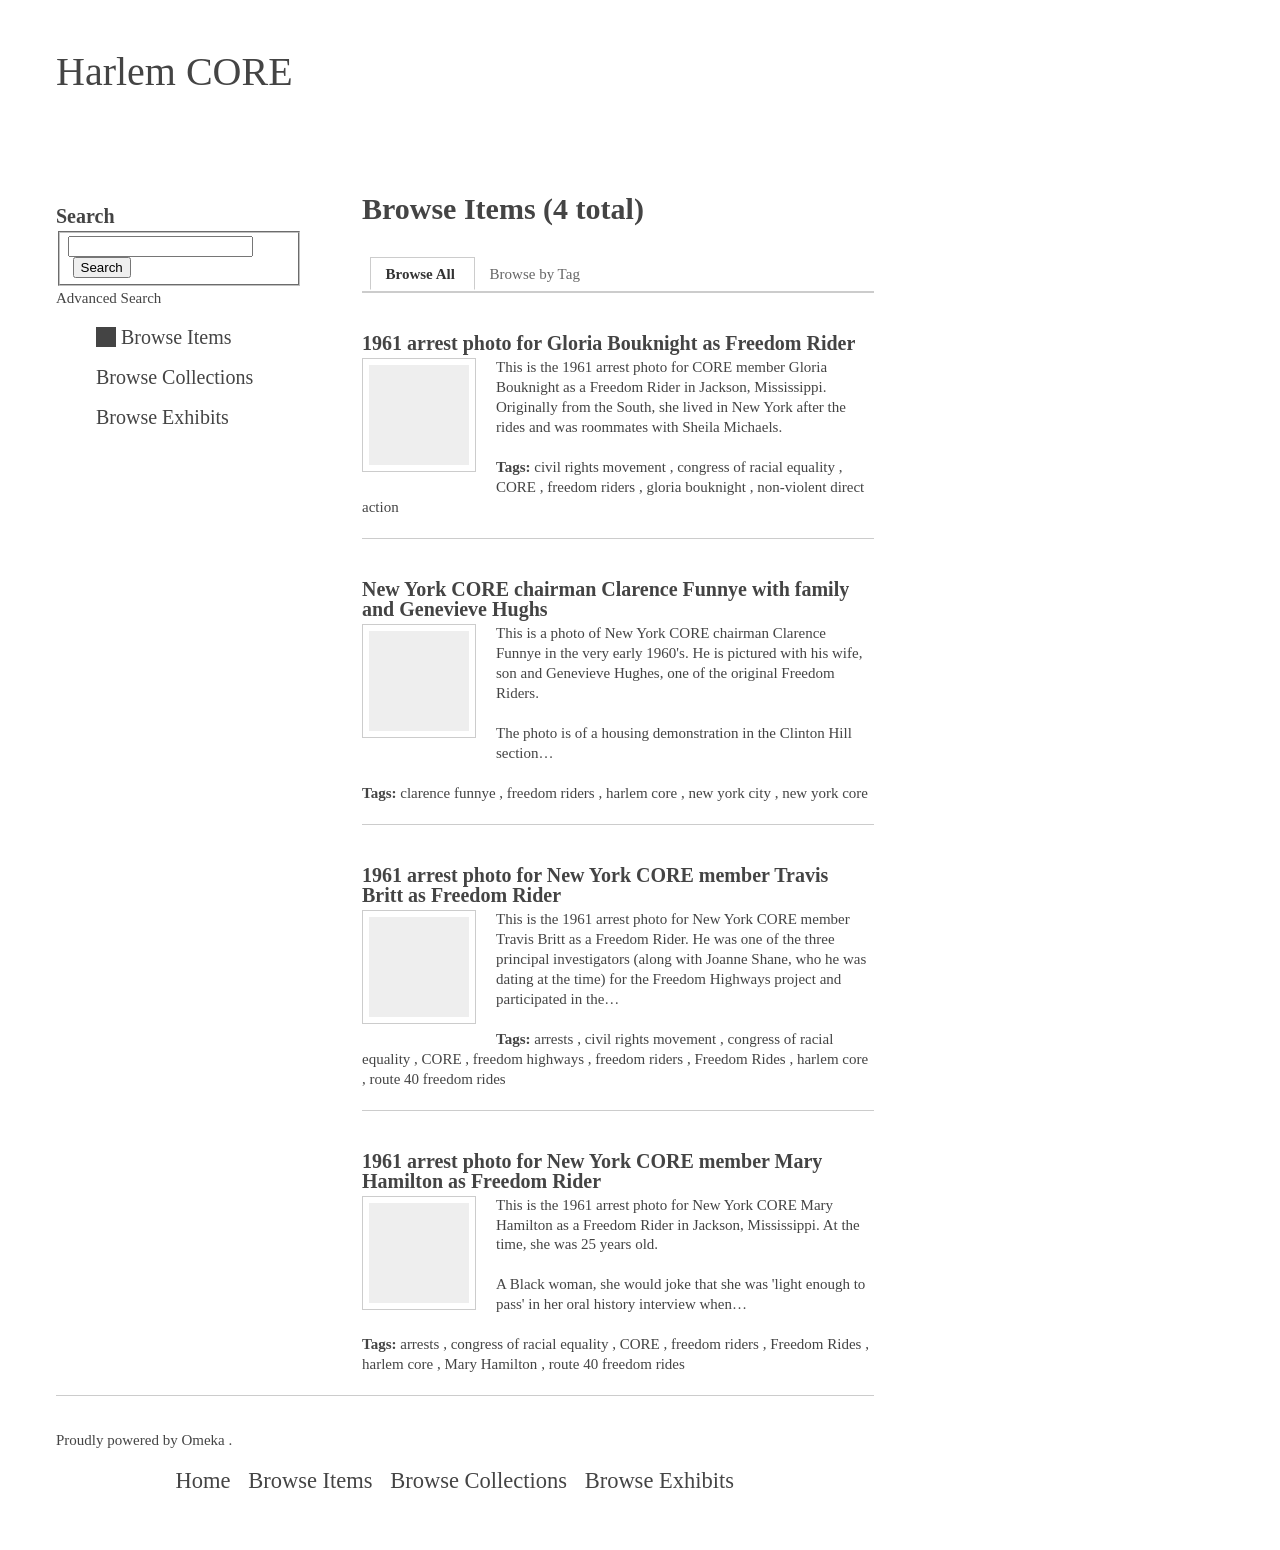 Harlem CORE
Search
Search
Advanced Search
Browse Items
Browse Collections
Browse Exhibits
Browse Items (4 total)
Browse All
Browse by Tag
1961 arrest photo for Gloria Bouknight as Freedom Rider
This is the 1961 arrest photo for CORE member Gloria
Bouknight as a Freedom Rider in Jackson, Mississippi.
Originally from the South, she lived in New York after the
rides and was roommates with Sheila Michaels.
Tags: civil rights movement , congress of racial equality ,
CORE , freedom riders , gloria bouknight , non-violent direct
action
New York CORE chairman Clarence Funnye with family
and Genevieve Hughs
This is a photo of New York CORE chairman Clarence
Funnye in the very early 1960's. He is pictured with his wife,
son and Genevieve Hughes, one of the original Freedom
Riders.
The photo is of a housing demonstration in the Clinton Hill
section…
Tags: clarence funnye , freedom riders , harlem core , new york city , new york core
1961 arrest photo for New York CORE member Travis
Britt as Freedom Rider
This is the 1961 arrest photo for New York CORE member
Travis Britt as a Freedom Rider. He was one of the three
principal investigators (along with Joanne Shane, who he was
dating at the time) for the Freedom Highways project and
participated in the…
Tags: arrests , civil rights movement , congress of racial
equality , CORE , freedom highways , freedom riders , Freedom Rides , harlem core
, route 40 freedom rides
1961 arrest photo for New York CORE member Mary
Hamilton as Freedom Rider
This is the 1961 arrest photo for New York CORE Mary
Hamilton as a Freedom Rider in Jackson, Mississippi. At the
time, she was 25 years old.
A Black woman, she would joke that she was 'light enough to
pass' in her oral history interview when…
Tags: arrests , congress of racial equality , CORE , freedom riders , Freedom Rides ,
harlem core , Mary Hamilton , route 40 freedom rides
Proudly powered by Omeka .
Home Browse Items Browse Collections Browse Exhibits